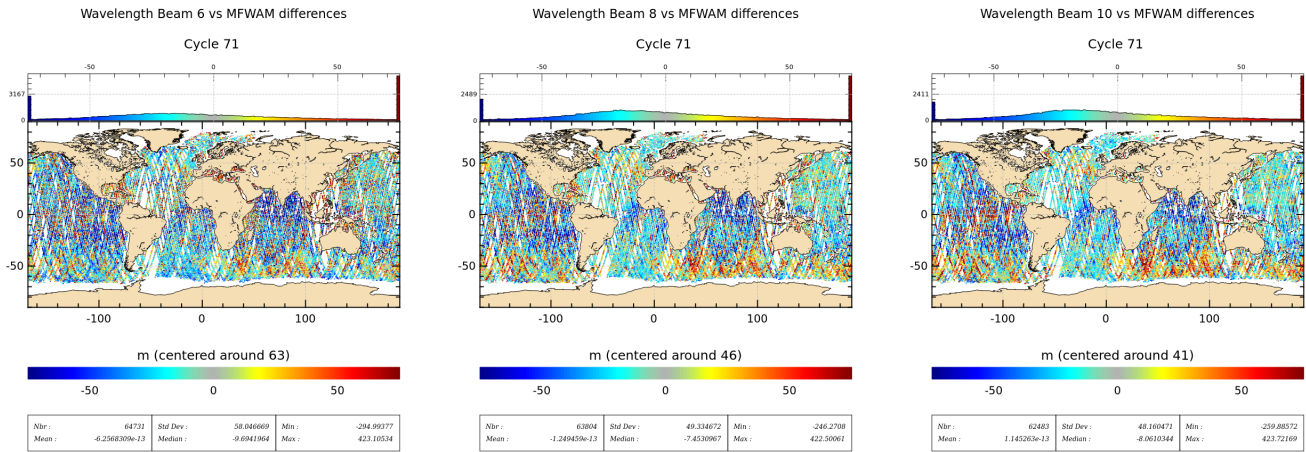 Wavelength Beam 6 vs MFWAM differences
Cycle 71
-50 0 50
3167
0
50
0
-50
-100 0 100
m (centered around 63)
-50 0 50
Nbr : 64731 Std Dev : 58.046669 Min : -294.99377
Mean : -6.2568309e-13 Median : -9.6941964 Max : 423.10534
Wavelength Beam 8 vs MFWAM differences
Cycle 71
-50 0 50
2489
0
50
0
-50
-100 0 100
m (centered around 46)
-50 0 50
Nbr : 63804 Std Dev : 49.334672 Min : -246.2708
Mean : -1.249459e-13 Median : -7.4530967 Max : 422.50061
Wavelength Beam 10 vs MFWAM differences
Cycle 71
-50 0 50
2411
0
50
0
-50
-100 0 100
m (centered around 41)
-50 0 50
Nbr : 62483 Std Dev : 48.160471 Min : -259.88572
Mean : 1.145263e-13 Median : -8.0610344 Max : 423.72169